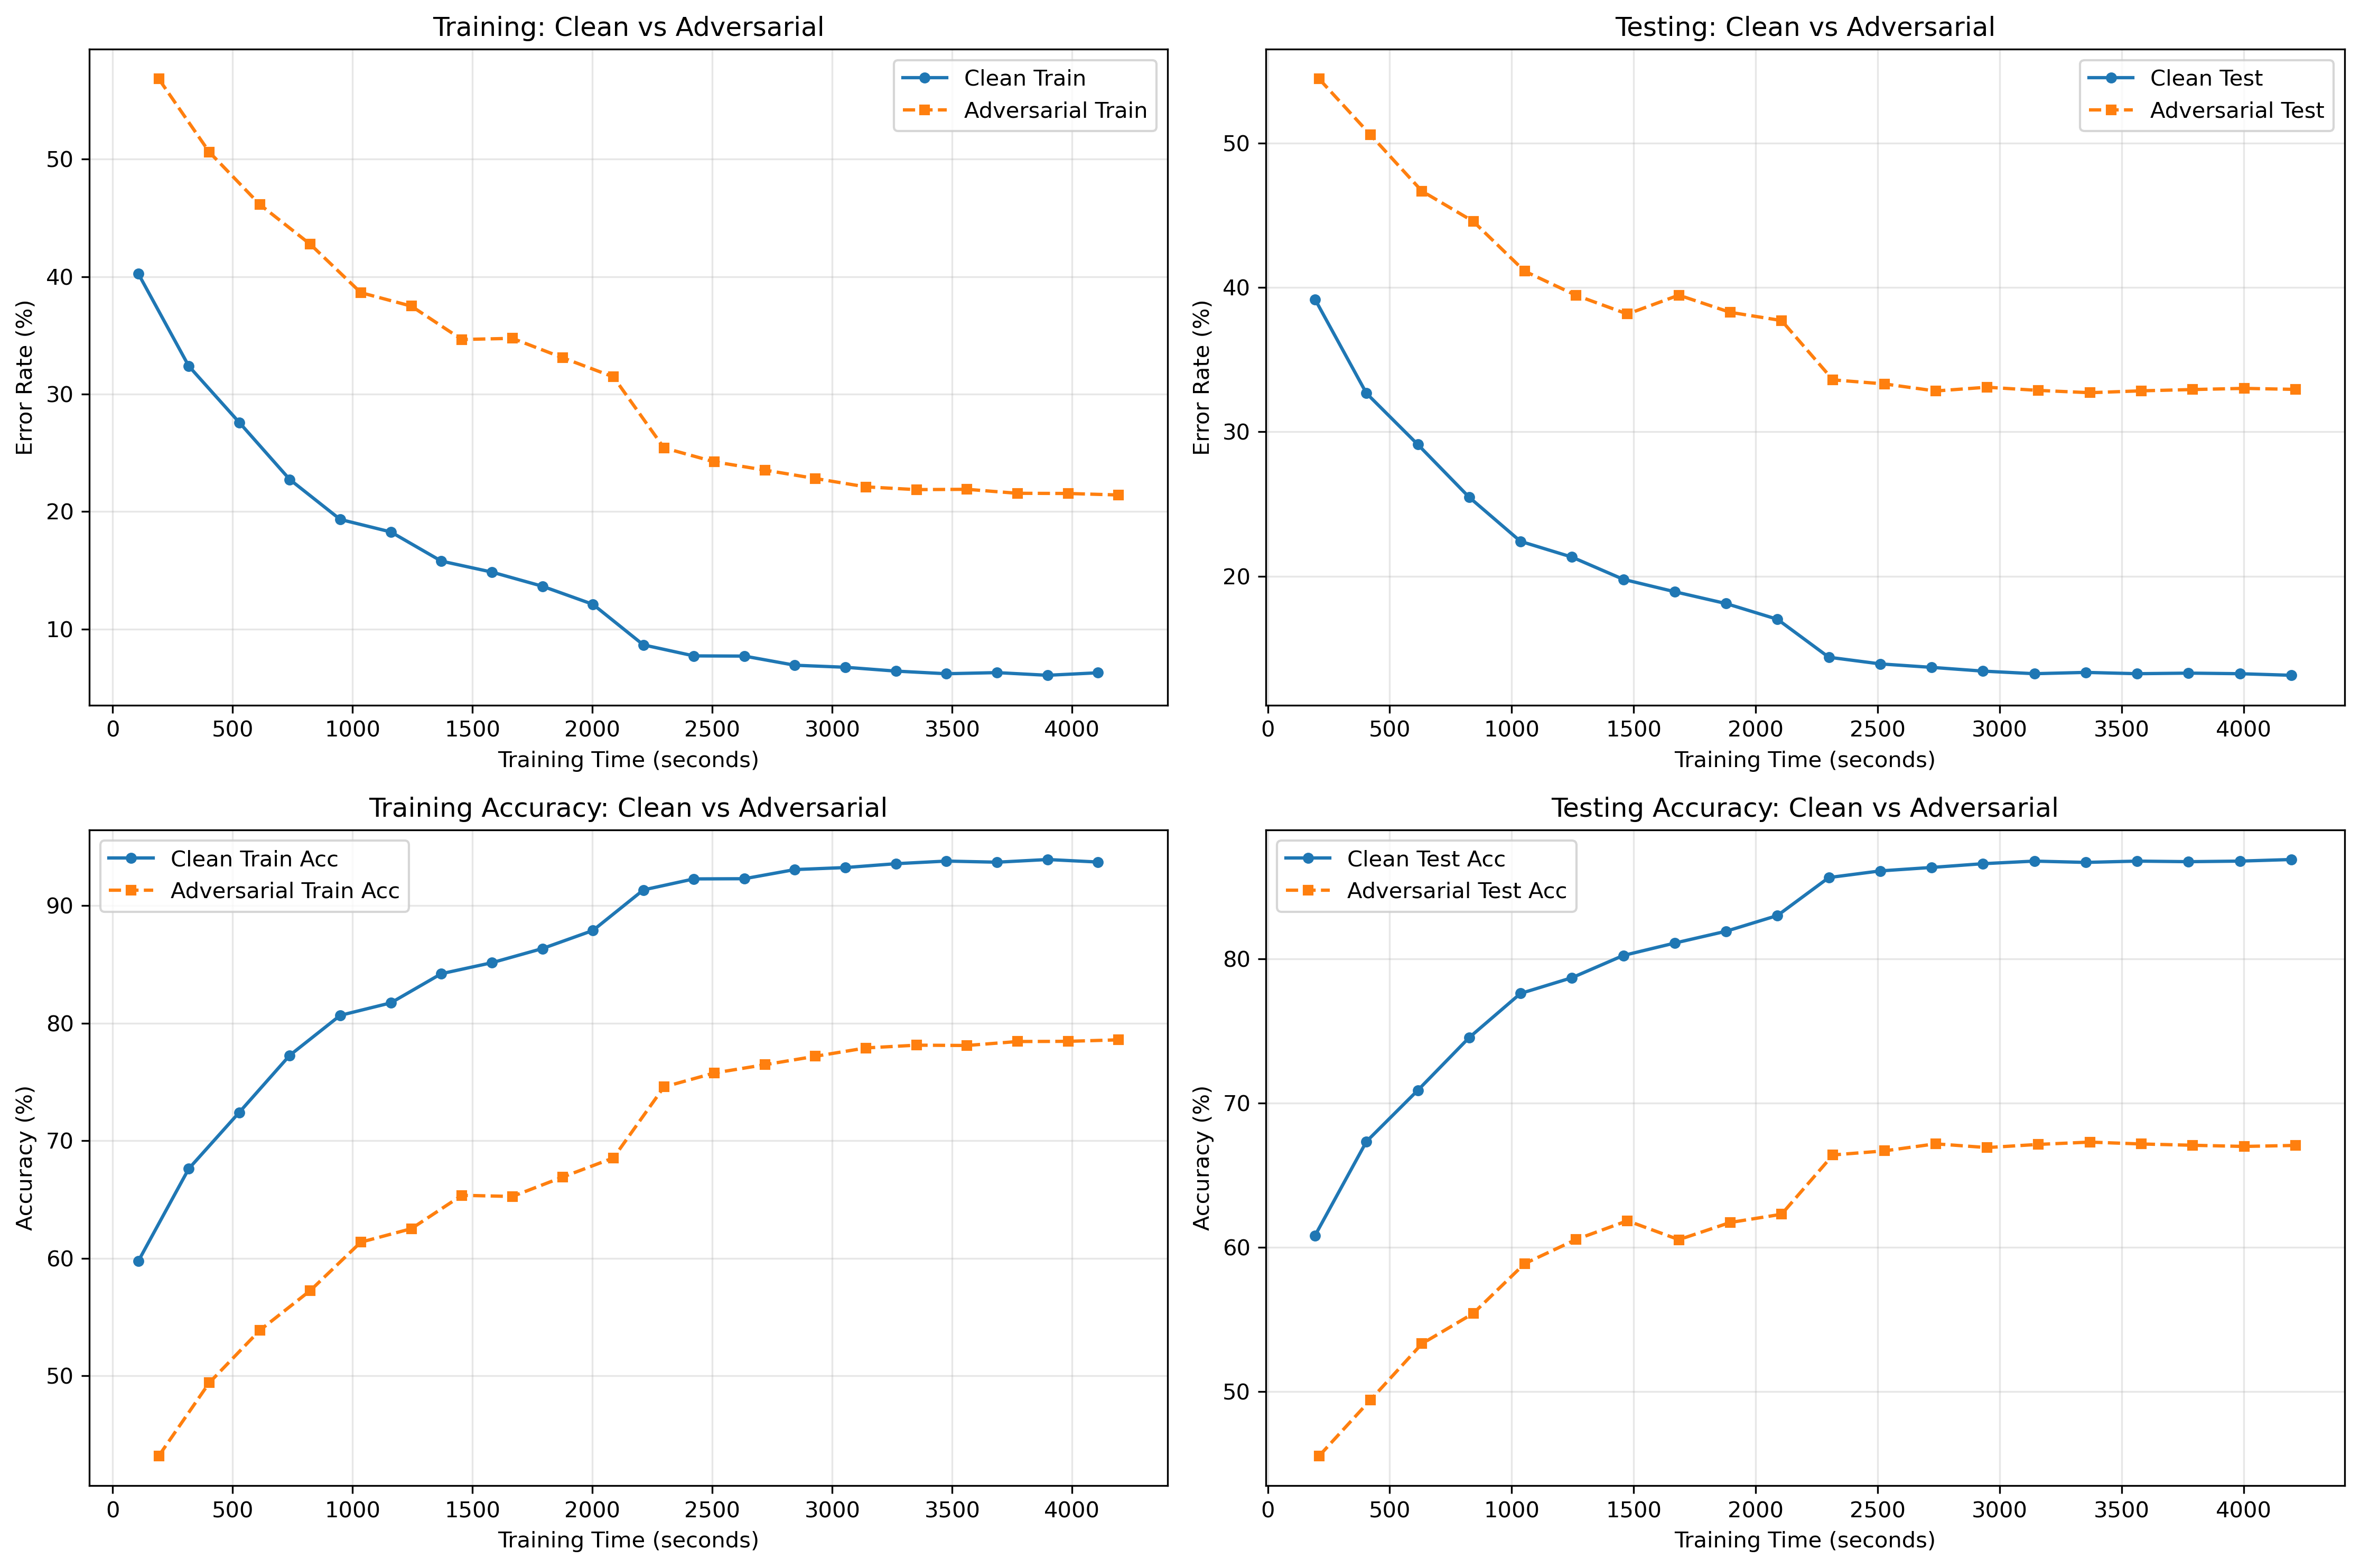 Training: Clean vs Adversarial
Clean Train
Adversarial Train
Error Rate (%)
50
40
30
20
10
0 500 1000 1500 2000 2500 3000 3500 4000
Training Time (seconds)
Testing: Clean vs Adversarial
Clean Test
Adversarial Test
Error Rate (%)
50
40
30
20
0 500 1000 1500 2000 2500 3000 3500 4000
Training Time (seconds)
Training Accuracy: Clean vs Adversarial
Clean Train Acc
Adversarial Train Acc
Accuracy (%)
90
80
70
60
50
0 500 1000 1500 2000 2500 3000 3500 4000
Training Time (seconds)
Testing Accuracy: Clean vs Adversarial
Clean Test Acc
Adversarial Test Acc
Accuracy (%)
80
70
60
50
0 500 1000 1500 2000 2500 3000 3500 4000
Training Time (seconds)